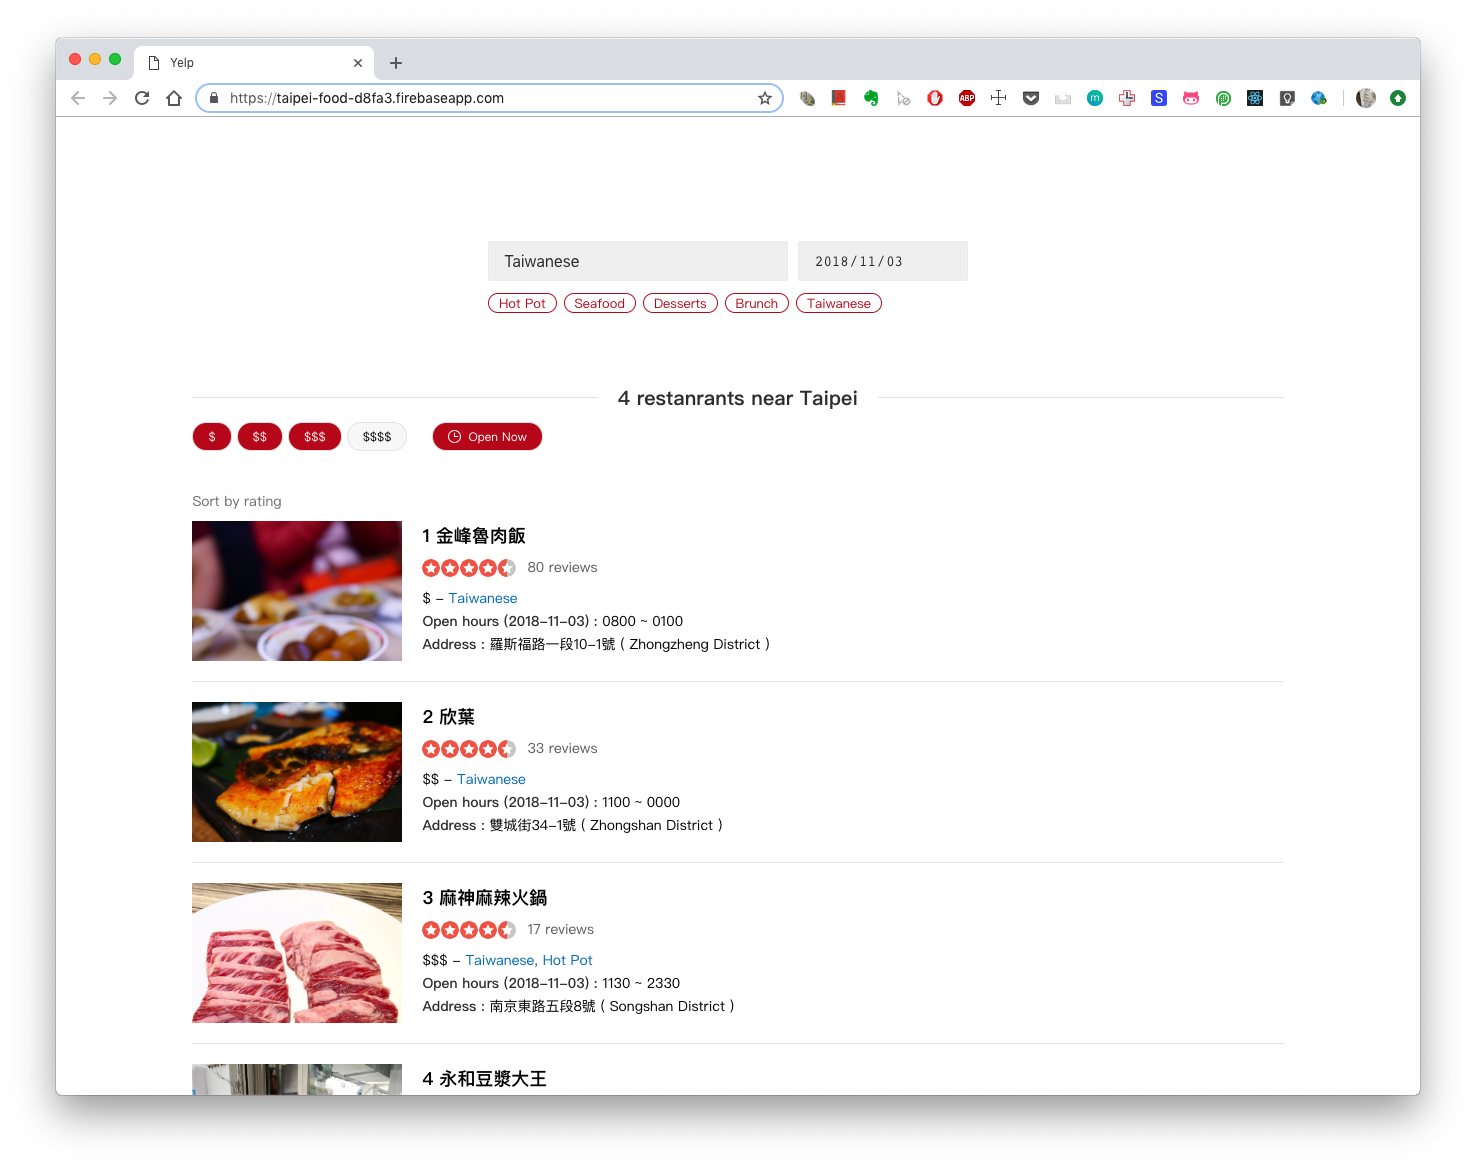 Yelp
https://taipei-food-d8fa3.firebaseapp.com
ABP
m
S
Taiwanese
2018/11/03
Hot Pot
Seafood
Desserts
Brunch
Taiwanese
4 restanrants near Taipei
$
$$
$$$
$$$$
Open Now
Sort by rating
1 金峰魯肉飯
80 reviews
$ – Taiwanese
Open hours (2018-11-03) : 0800 ~ 0100
Address : 羅斯福路一段10-1號 ( Zhongzheng District )
2 欣葉
33 reviews
$$ – Taiwanese
Open hours (2018-11-03) : 1100 ~ 0000
Address : 雙城街34-1號 ( Zhongshan District )
3 麻神麻辣火鍋
17 reviews
$$$ – Taiwanese, Hot Pot
Open hours (2018-11-03) : 1130 ~ 2330
Address : 南京東路五段8號 ( Songshan District )
4 永和豆漿大王